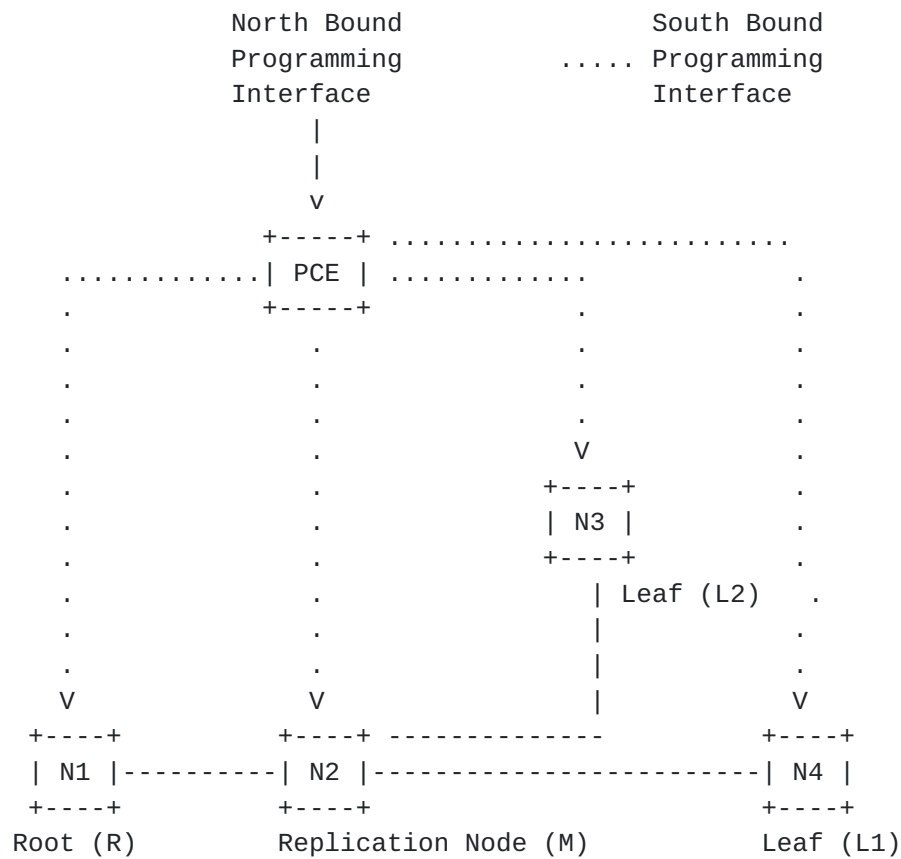 North Bound South Bound
Programming ..... Programming
Interface Interface
|
|
v
+-----+ ..........................
.............| PCE | ............. .
. +-----+ . .
. . . .
. . . .
. . . .
. . V .
. . +----+ .
. . | N3 | .
. . +----+ .
. . | Leaf (L2) .
. . | .
. . | .
V V | V
+----+ +----+ -------------- +----+
| N1 |----------| N2 |-------------------------| N4 |
+----+ +----+ +----+
Root (R) Replication Node (M) Leaf (L1)